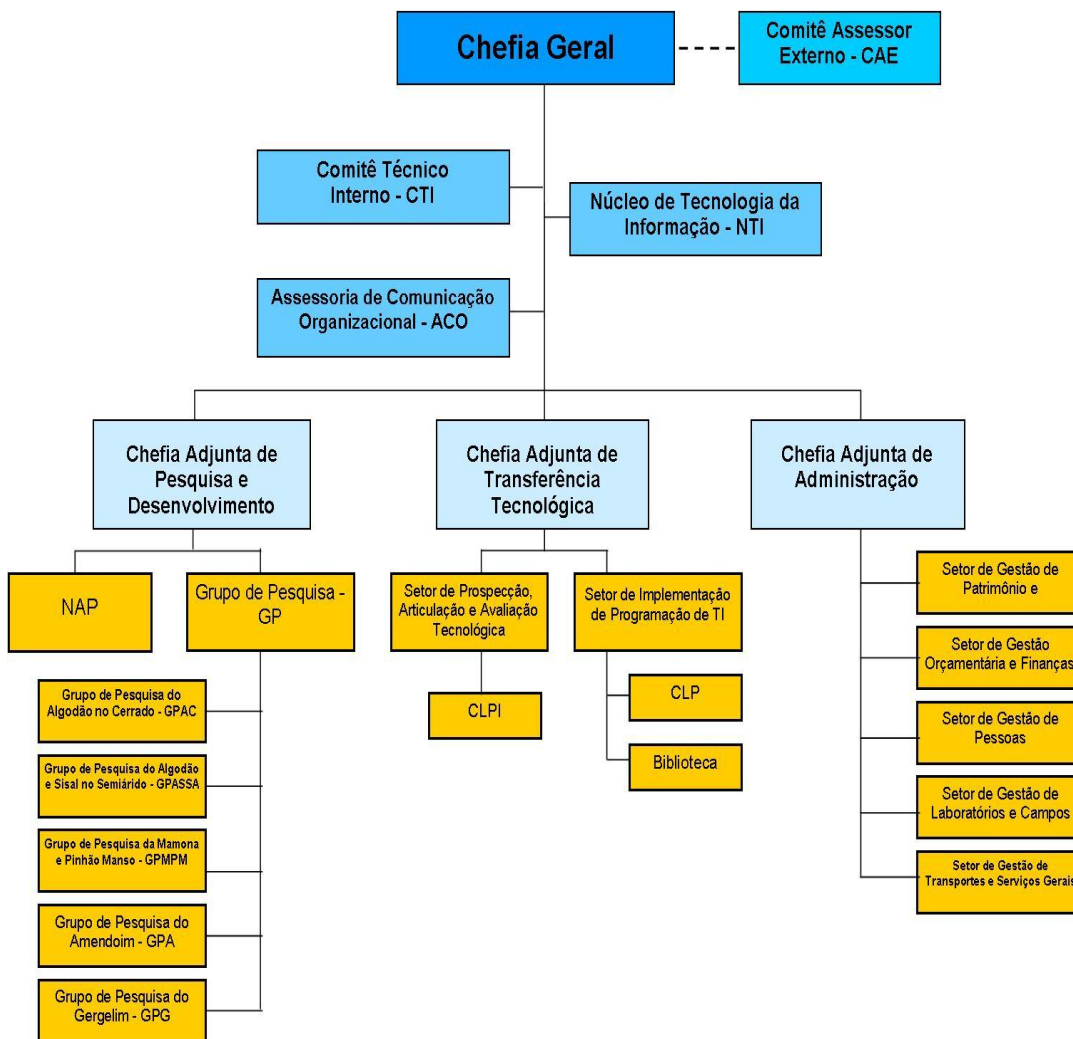 Chefia Geral
Comitê Assessor
Externo - CAE
Comitê Técnico
Interno - CTI
Núcleo de Tecnologia da
Informação - NTI
Assessoria de Comunicação
Organizacional - ACO
Chefia Adjunta de
Pesquisa e
Desenvolvimento
Chefia Adjunta de
Transferência
Tecnológica
Chefia Adjunta de
Administração
NAP
Grupo de Pesquisa -
GP
Grupo de Pesquisa do
Algodão no Cerrado - GPAC
Grupo de Pesquisa do Algodão
e Sisal no Semiárido - GPASSA
Grupo de Pesquisa da Mamona
e Pinhão Manso - GPMPM
Grupo de Pesquisa do
Amendoim - GPA
Grupo de Pesquisa do
Gergelim - GPG
Setor de Prospecção,
Articulação e Avaliação
Tecnológica
CLPI
Setor de Implementação
de Programação de TI
CLP
Biblioteca
Setor de Gestão de
Patrimônio e
Setor de Gestão
Orçamentária e Finanças
Setor de Gestão de
Pessoas
Setor de Gestão de
Laboratórios e Campos
Setor de Gestão de
Transportes e Serviços Gerais